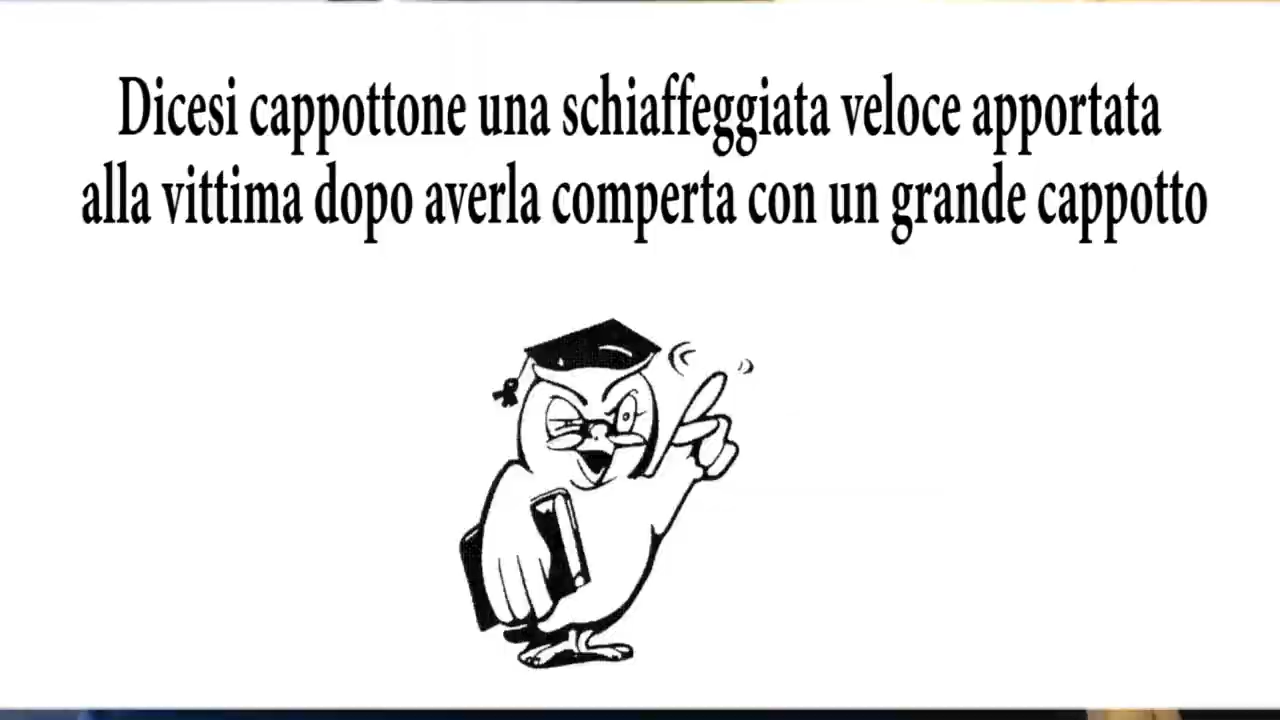 Dicesi cappottone una schiaffeggiata veloce apportata
alla vittima dopo averla comperta con un grande cappotto